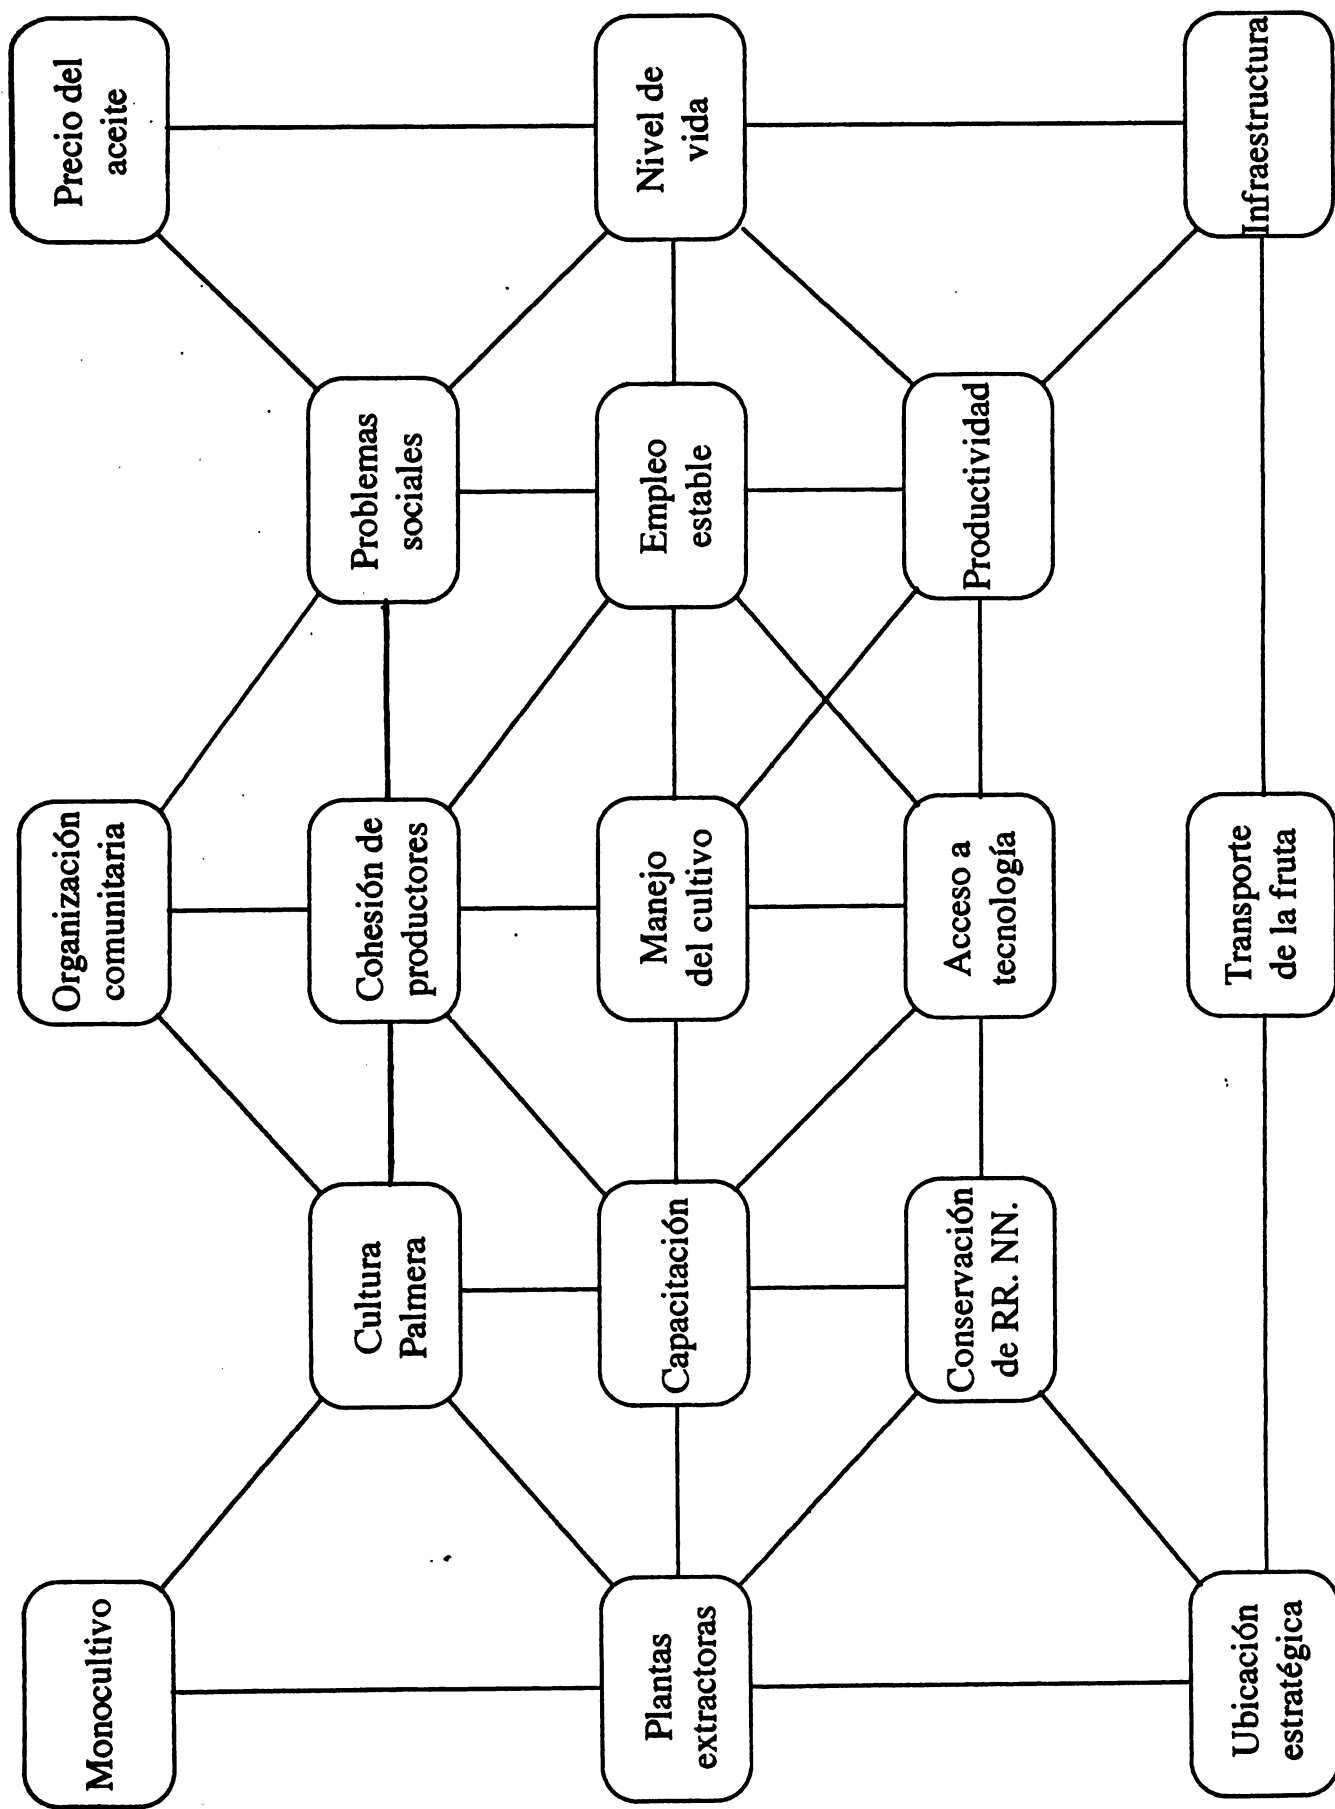 Monocultivo
Organización
comunitaria
Precio del
aceite
Cultura
Palmera
Cohesión de
productores
Problemas
sociales
Plantas
extractoras
Capacitación
Manejo
del cultivo
Empleo
estable
Nivel de
vida
Conservación
de RR. NN.
Acceso a
tecnología
Productividad
Ubicación
estratégica
Transporte
de la fruta
Infraestructura